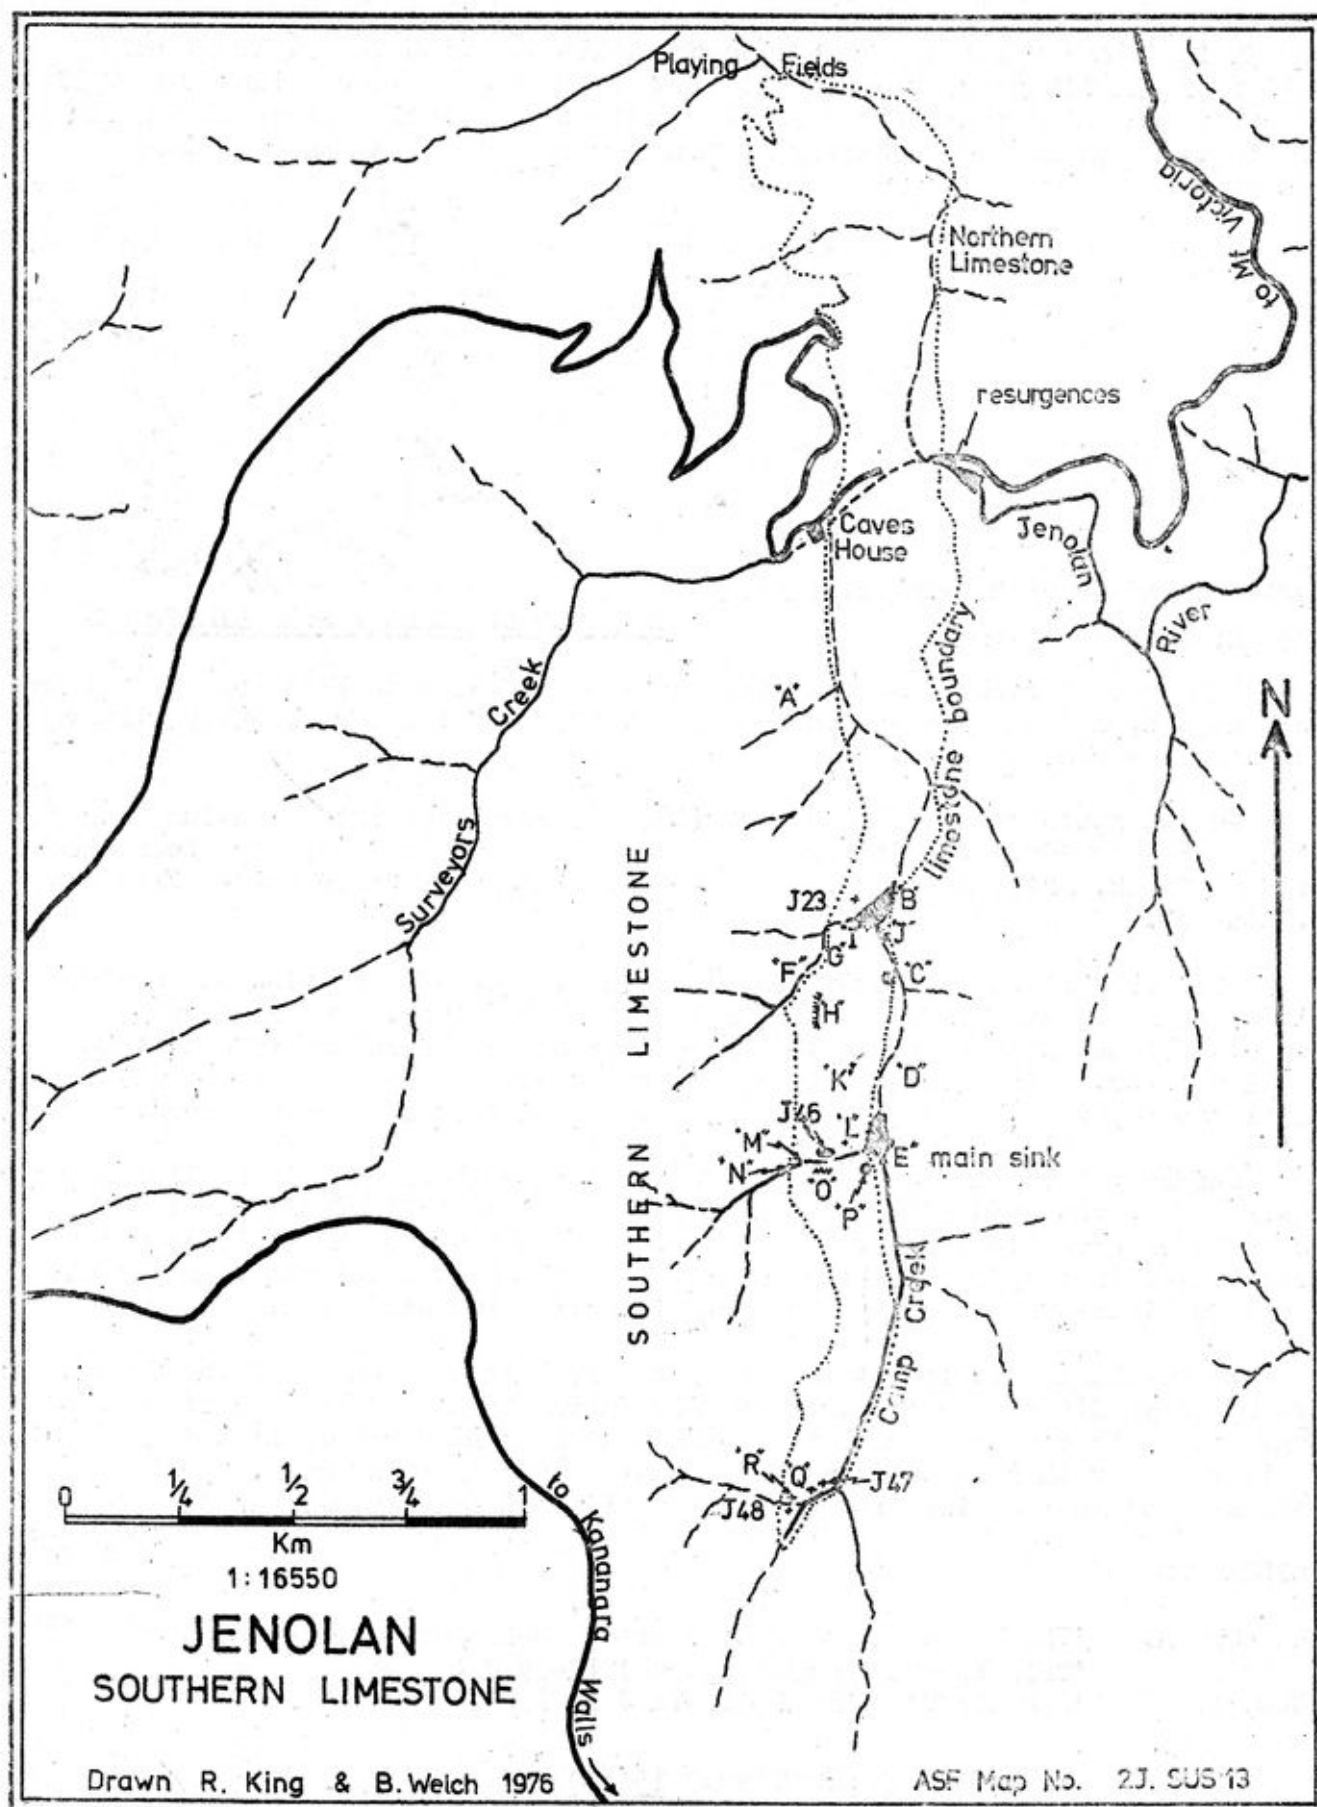 Playing Fields
to Mt Victoria
Northern
Limestone
resurgences
Caves
House
Jenolan
River
limestone boundary
Surveyors Creek
"A"
J23
"B"
"J"
"I"
"G"
"F"
"C"
"H"
"K"
"D"
J46
"L"
"M"
"N"
"O"
"E"
main sink
"P"
SOUTHERN LIMESTONE
Camp Creek
"R"
"Q"
J47
J48
N
0 1/4 1/2 3/4 1
Km
1:16550
to Kanangra Walls
JENOLAN
SOUTHERN LIMESTONE
Drawn R. King & B. Welch 1976
ASF Map No. 2J. SUS 13